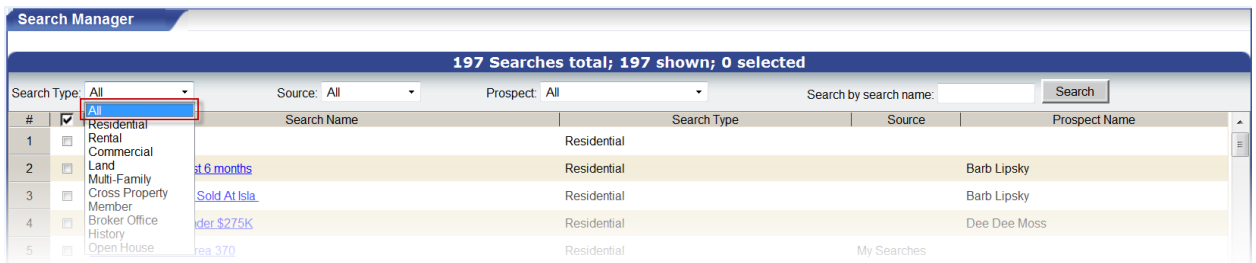 Search Manager
197 Searches total; 197 shown; 0 selected
Search Type: All Source: All Prospect: All Search by search name: Search
All
Residential
Rental
Commercial
Land
Multi-Family
Cross Property
Member
Broker Office
History
Open House
# Search Name Search Type Source Prospect Name
1 Residential
2 st 6 months Residential Barb Lipsky
3 Sold At Isla Residential Barb Lipsky
4 nder $275K Residential Dee Dee Moss
5 rea 370 Residential My Searches